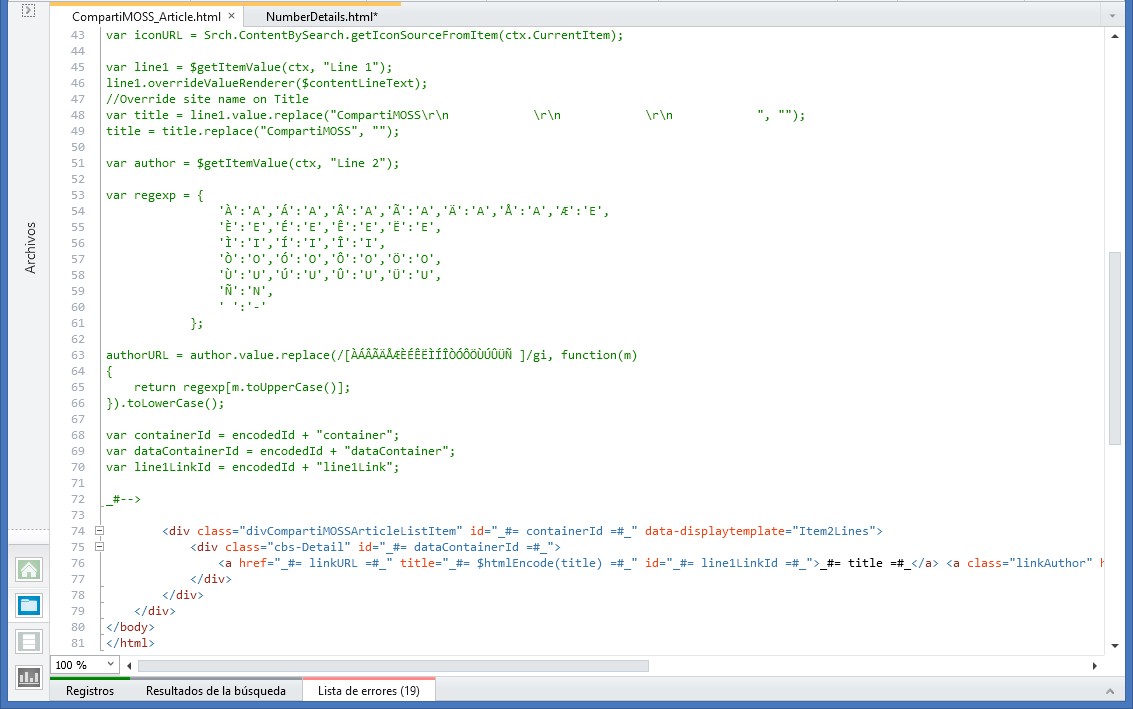 CompartiMOSS_Article.html ×
NumberDetails.html*
Archivos
43 var iconURL = Srch.ContentBySearch.getIconSourceFromItem(ctx.CurrentItem);
44
45 var line1 = $getItemValue(ctx, "Line 1");
46 line1.overrideValueRenderer($contentLineText);
47 //Override site name on Title
48 var title = line1.value.replace("CompartiMOSS\r\n            \r\n            \r\n            ", "");
49 title = title.replace("CompartiMOSS", "");
50
51 var author = $getItemValue(ctx, "Line 2");
52
53 var regexp = {
54                 'À':'A','Á':'A','Â':'A','Ã':'A','Ä':'A','Å':'A','Æ':'E',
55                 'È':'E','É':'E','Ê':'E','Ë':'E',
56                 'Ì':'I','Í':'I','Î':'I',
57                 'Ò':'O','Ó':'O','Ô':'O','Ö':'O',
58                 'Ù':'U','Ú':'U','Û':'U','Ü':'U',
59                 'Ñ':'N',
60                 ' ':'-'
61             };
62
63 authorURL = author.value.replace(/[ÀÁÂÃÄÅÆÈÉÊËÌÍÎÒÓÔÖÙÚÛÜÑ ]/gi, function(m)
64 {
65     return regexp[m.toUpperCase()];
66 }).toLowerCase();
67
68 var containerId = encodedId + "container";
69 var dataContainerId = encodedId + "dataContainer";
70 var line1LinkId = encodedId + "line1Link";
71
72 _#-->
73
74         <div class="divCompartiMOSSArticleListItem" id="_#= containerId =#_" data-displaytemplate="Item2Lines">
75             <div class="cbs-Detail" id="_#= dataContainerId =#_">
76                 <a href="_#= linkURL =#_" title="_#= $htmlEncode(title) =#_" id="_#= line1LinkId =#_">_#= title =#_</a> <a class="linkAuthor" h
77             </div>
78         </div>
79     </div>
80 </body>
81 </html>
100 %
Registros
Resultados de la búsqueda
Lista de errores (19)